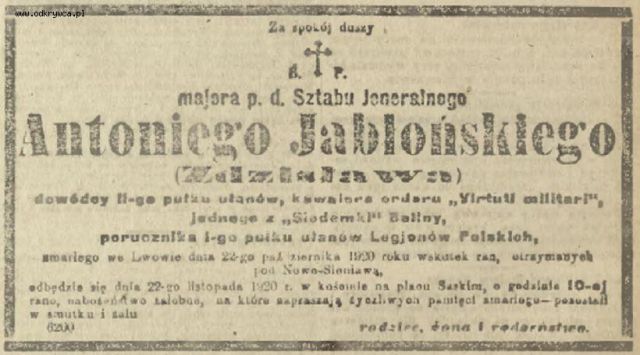 www.odkrywca.pl
Za spokój duszy
ś. P.
majora p. d. Sztabu Jeneralnego
Antoniego Jabłońskiego
(Zdzisława)
dowódcy II-go pułku ułanów, kawalera orderu „Virtuti militari",
jednego z „Siódemki" Beliny,
porucznika I-go pułku ułanów Legjonów Polskich,
zmarłego we Lwowie dnia 22-go października 1920 roku wskutek ran, otrzymanych
pod Nowo-Sieniawą,
odbędzie się dnia 22-go listopada 1920 r. w kościele na placu Saskim, o godzinie 10-ej
rano, nabożeństwo żałobne, na które zapraszają życzliwych pamięci zmarłego—pozostali
w smutku i żalu
6200 rodzice, żona i rodzeństwo.